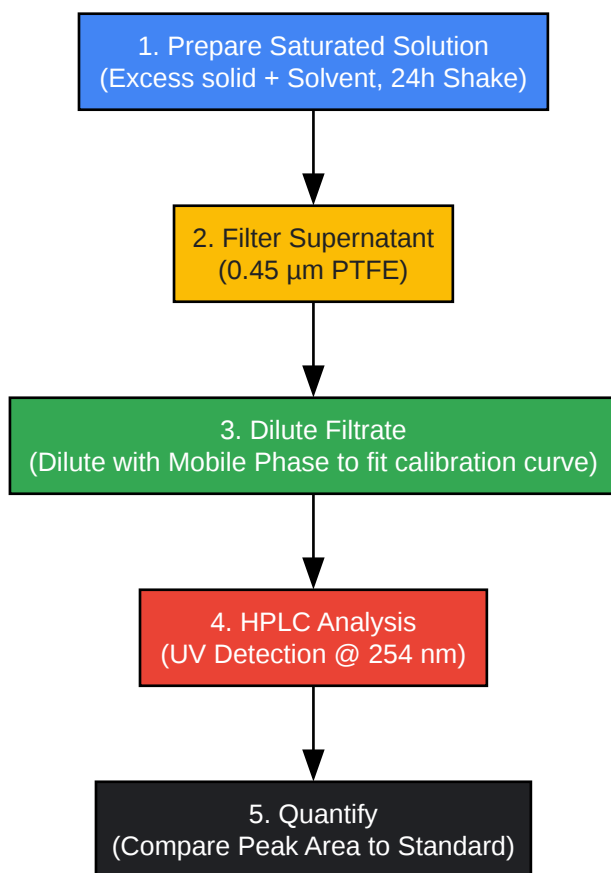 1. Prepare Saturated Solution
(Excess solid + Solvent, 24h Shake)
2. Filter Supernatant
(0.45 µm PTFE)
3. Dilute Filtrate
(Dilute with Mobile Phase to fit calibration curve)
4. HPLC Analysis
(UV Detection @ 254 nm)
5. Quantify
(Compare Peak Area to Standard)